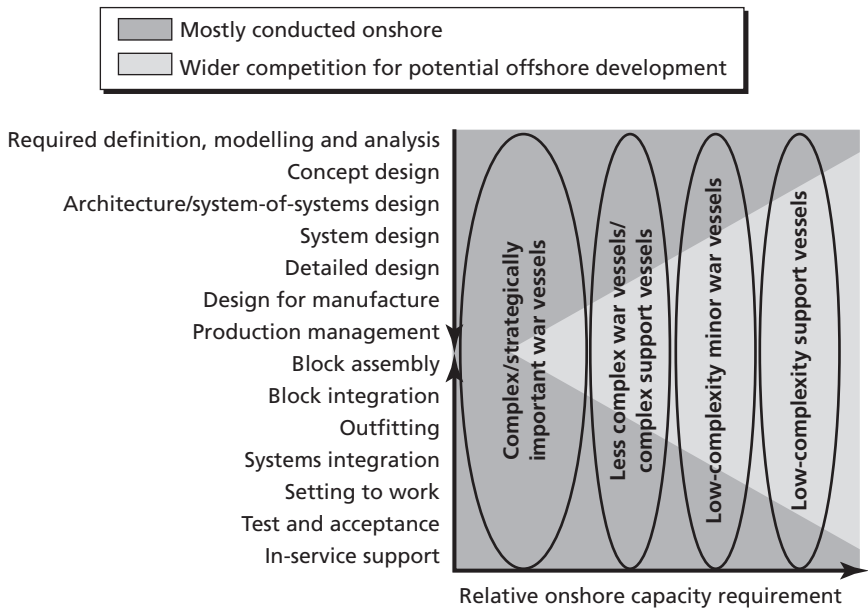 Mostly conducted onshore
Wider competition for potential offshore development
Required definition, modelling and analysis
Concept design
Architecture/system-of-systems design
System design
Detailed design
Design for manufacture
Production management
Block assembly
Block integration
Outfitting
Systems integration
Setting to work
Test and acceptance
In-service support
Complex/strategically
important war vessels
Less complex war vessels/
complex support vessels
Low-complexity minor war vessels
Low-complexity support vessels
Relative onshore capacity requirement